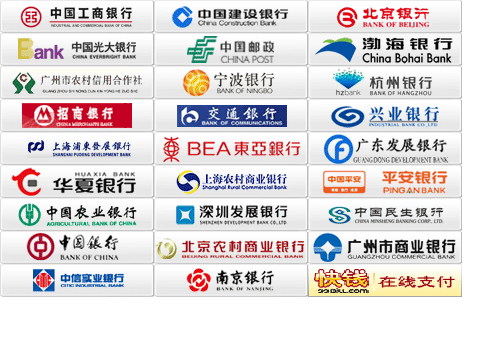 中国工商银行
INDUSTRIAL AND COMMERCIAL BANK OF CHINA
中国建设银行
China Construction Bank
北京银行
BANK OF BEIJING
Bank 中国光大银行
CHINA EVERBRIGHT BANK
中国邮政
CHINA POST
渤海银行
China Bohai Bank
广州市农村信用合作社
GUANG ZHOU SHI NONG CUN XIN YONG HE ZUO SHE
宁波银行
BANK OF NINGBO
hzbank
杭州银行
BANK OF HANGZHOU
招商银行
CHINA MERCHANTS BANK
交通银行
BANK OF COMMUNICATIONS
兴业银行
INDUSTRIAL BANK CO.,LTD.
上海浦东发展银行
SHANGHAI PUDONG DEVELOPMENT BANK
BEA東亞銀行
广东发展银行
GUANGDONG DEVELOPMENT BANK
HUAXIA BANK
华夏银行
上海农村商业银行
Shanghai Rural Commercial Bank
中国平安
平安银行
PING AN BANK
中国农业银行
AGRICULTURAL BANK OF CHINA
深圳发展银行
SHENZHEN DEVELOPMENT BANK CO., LTD.
中国民生银行
CHINA MINSHENG BANKING CORP., LTD.
中国银行
BANK OF CHINA
北京农村商业银行
BEIJING RURAL COMMERCIAL BANK
广州市商业银行
GUANGZHOU COMMERCIAL BANK
中信实业银行
CITIC INDUSTRIAL BANK
南京银行
BANK OF NANJING
快钱
99BILL.COM
在线支付